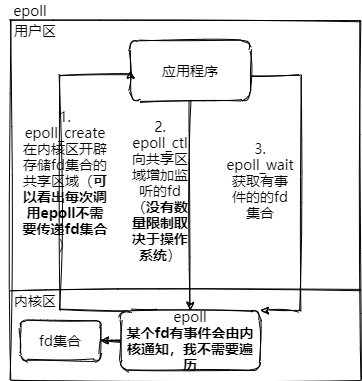 epoll
用户区
应用程序
1.
epoll_create
在内核区开辟
存储fd集合的
共享区域（可
以看出每次调
用epoll不需
要传递fd集合
2.
epoll_ctl
向共享区
域增加监
听的fd
（没有数
量限制取
决于操作
系统）
3.
epoll_wait
获取有事
件的的fd
集合
内核区
epoll
某个fd有事件会由内
核通知，我不需要遍
历
fd集合